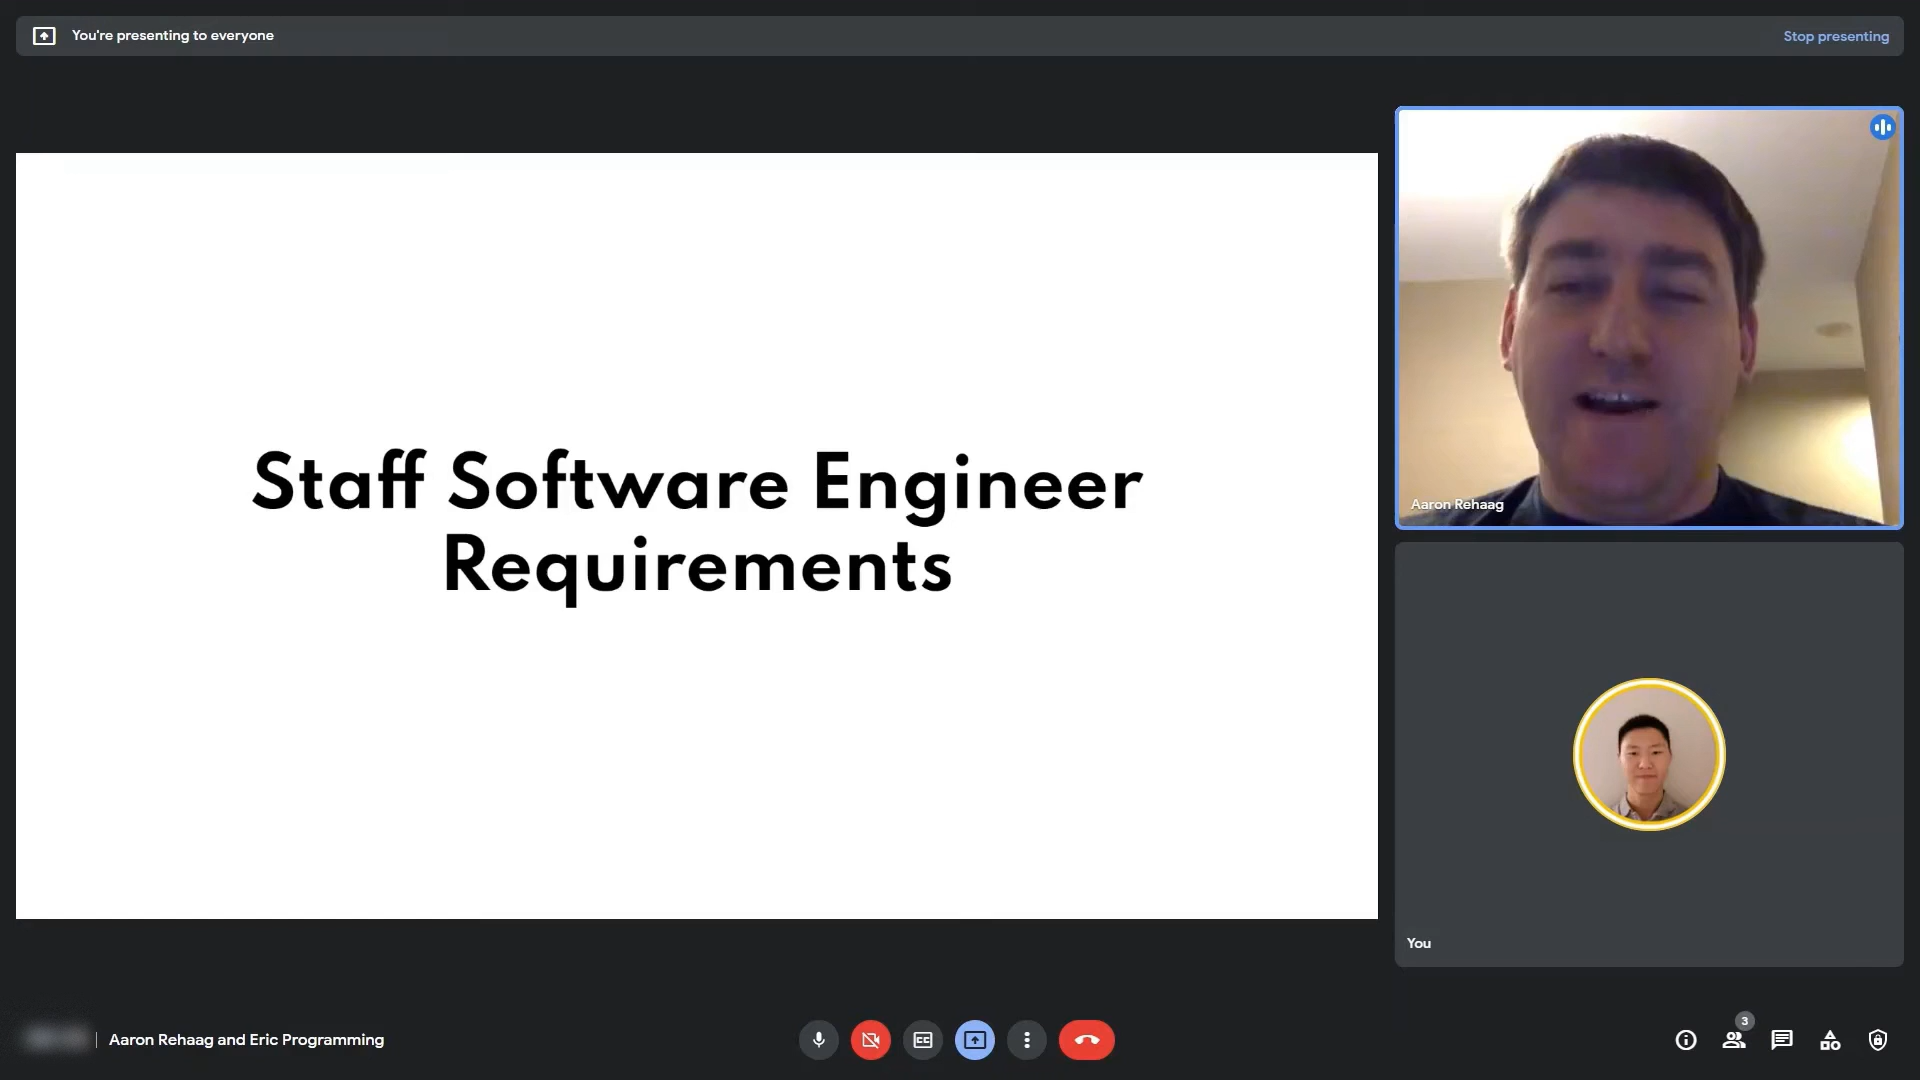 You're presenting to everyone
Stop presenting
Staff Software Engineer
Requirements
Aaron Rehaag
You
Aaron Rehaag and Eric Programming
CC
3